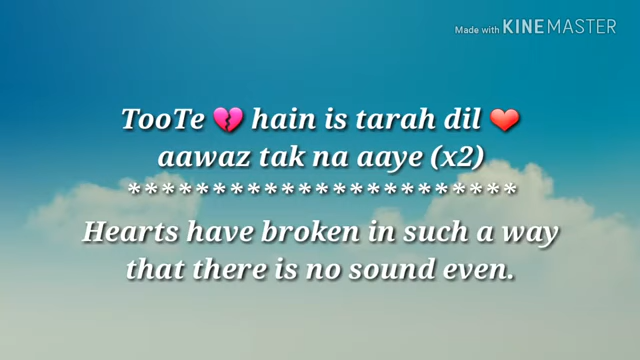 Made with KINEMASTER
TooTe 💔 hain is tarah dil ❤
aawaz tak na aaye (x2)
***********************
Hearts have broken in such a way
that there is no sound even.